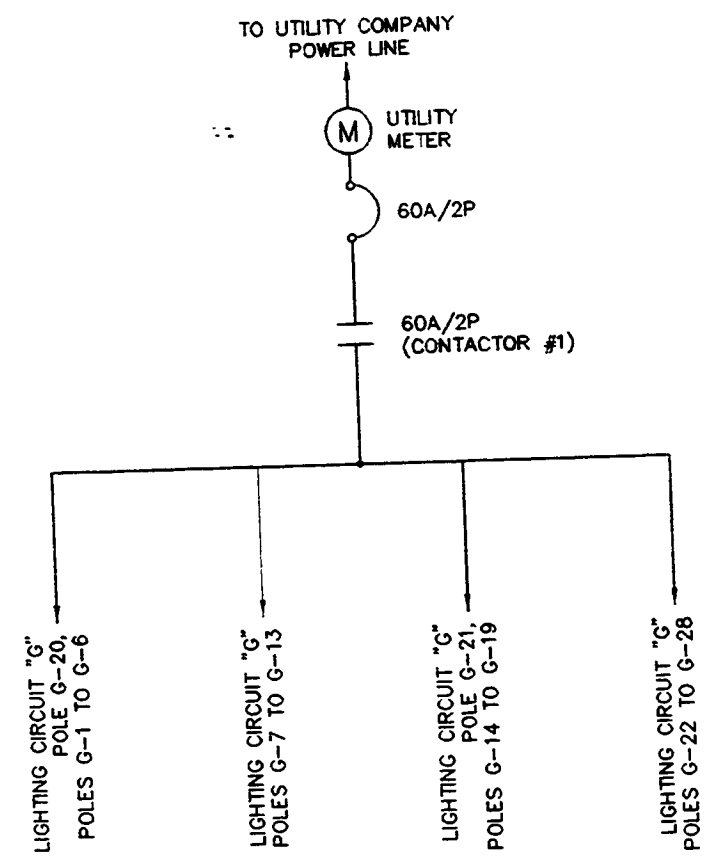 TO UTILITY COMPANY
POWER LINE
M
UTILITY
METER
60A/2P
60A/2P
(CONTACTOR #1)
LIGHTING CIRCUIT "G"
POLE G-20,
POLES G-1 TO G-6
LIGHTING CIRCUIT "G"
POLES G-7 TO G-13
LIGHTING CIRCUIT "G"
POLE G-21,
POLES G-14 TO G-19
LIGHTING CIRCUIT "G"
POLES G-22 TO G-28